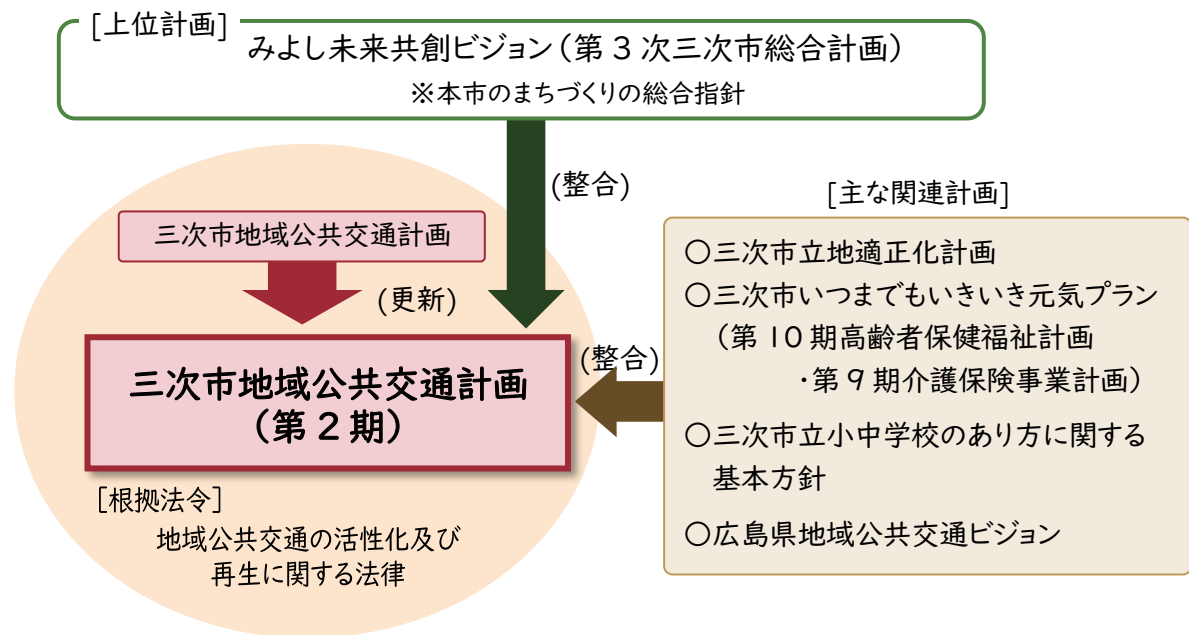 [上位計画]
みよし未来共創ビジョン(第3次三次市総合計画)
※本市のまちづくりの総合指針
(整合)
三次市地域公共交通計画
(更新)
三次市地域公共交通計画
(第2期)
[根拠法令]
地域公共交通の活性化及び
再生に関する法律
(整合)
[主な関連計画]
〇三次市立地適正化計画
〇三次市いつまでもいきいき元気プラン
(第10期高齢者保健福祉計画
・第9期介護保険事業計画)
〇三次市立小中学校のあり方に関する
基本方針
〇広島県地域公共交通ビジョン